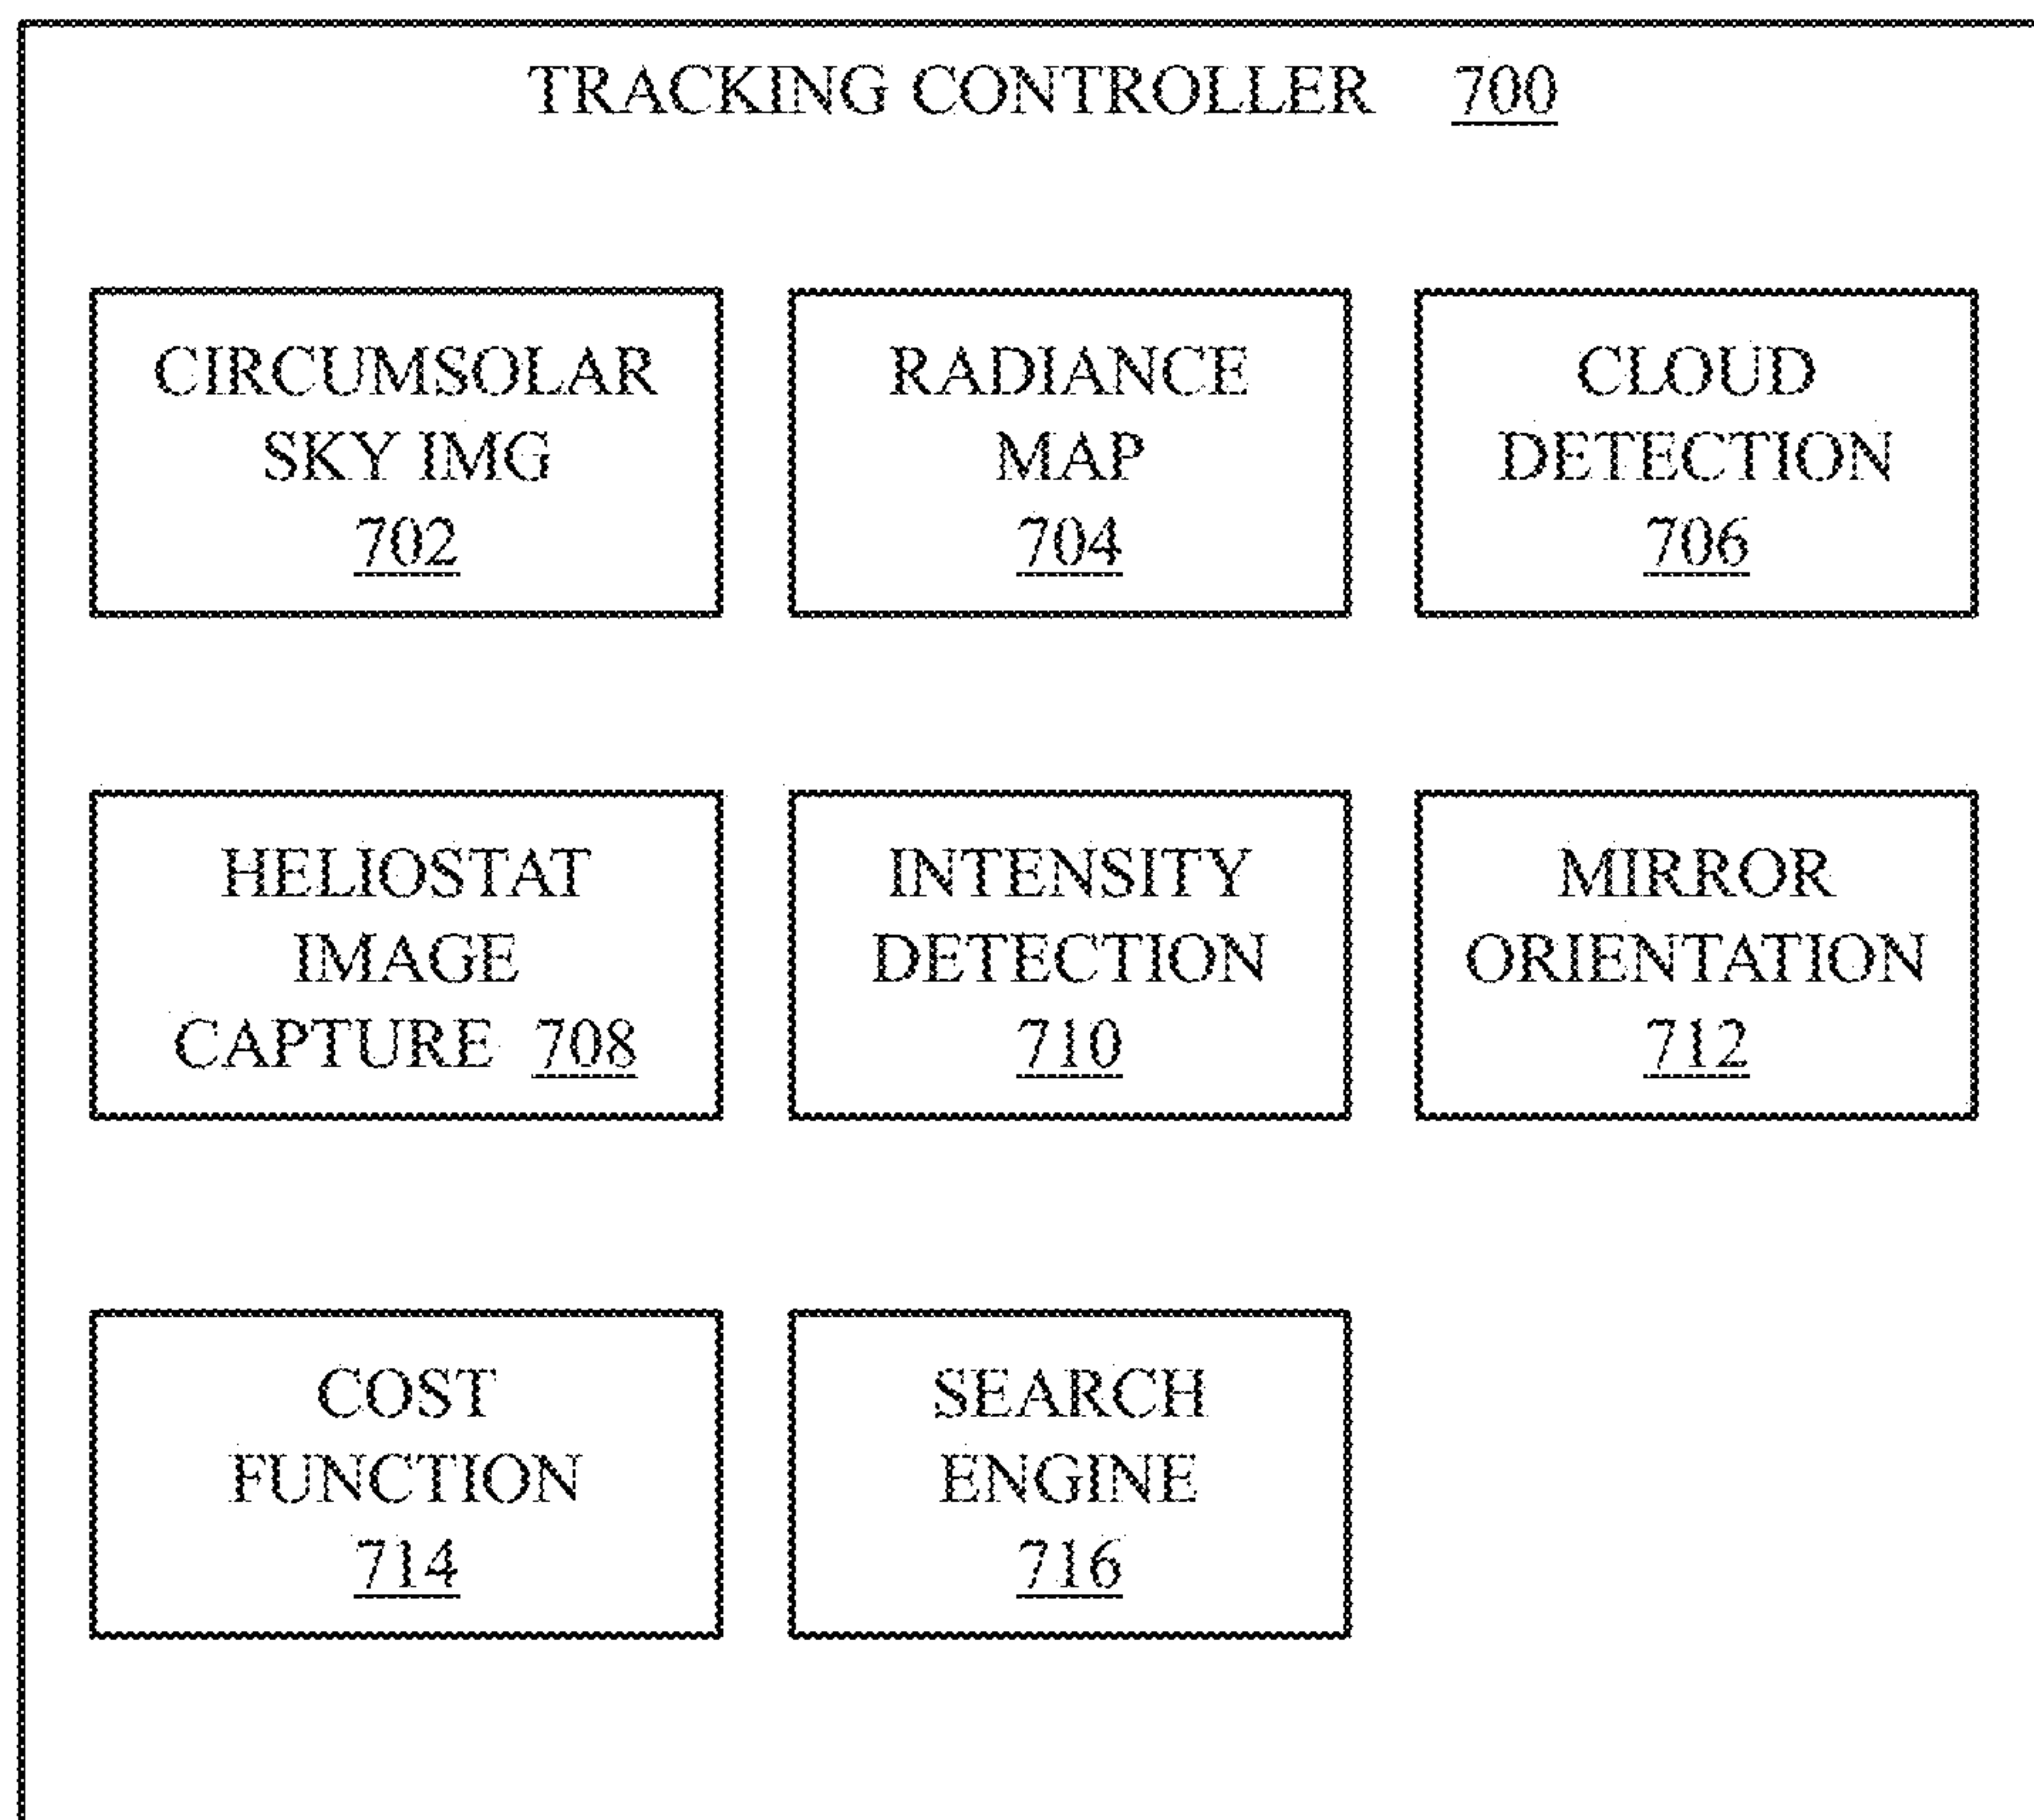 TRACKING CONTROLLER 700
CIRCUMSOLAR
SKY IMG
702
RADIANCE
MAP
704
CLOUD
DETECTION
706
HELIOSTAT
IMAGE
CAPTURE 708
INTENSITY
DETECTION
710
MIRROR
ORIENTATION
712
COST
FUNCTION
714
SEARCH
ENGINE
716